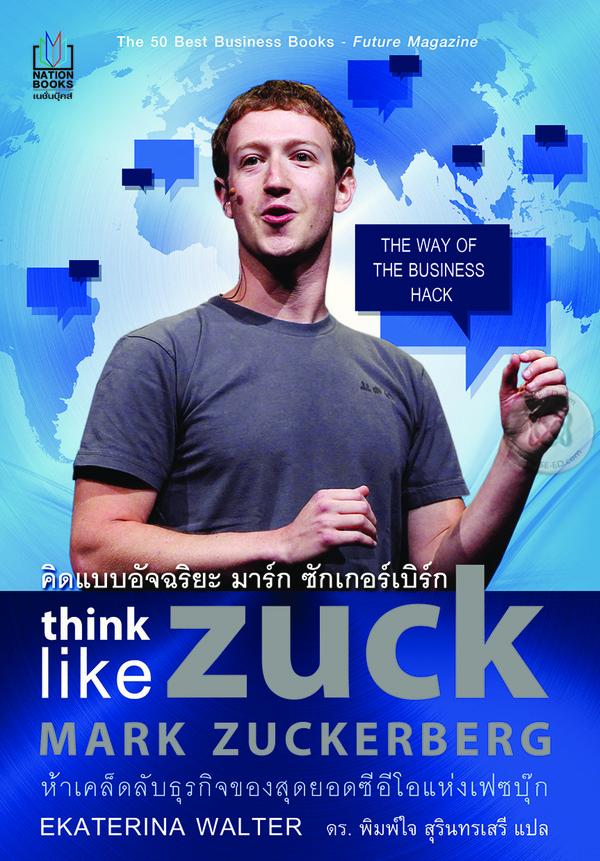 The 50 Best Business Books - Future Magazine
NATION
BOOKS
เนชั่นบุ๊คส์
THE WAY OF
THE BUSINESS
HACK
SE-ED.com
คิดแบบอัจฉริยะ มาร์ก ซักเกอร์เบิร์ก
think
like
zuck
MARK ZUCKERBERG
ห้าเคล็ดลับธุรกิจของสุดยอดซีอีโอแห่งเฟซบุ๊ก
EKATERINA WALTER ดร. พิมพ์ใจ สุรินทรเสรี แปล